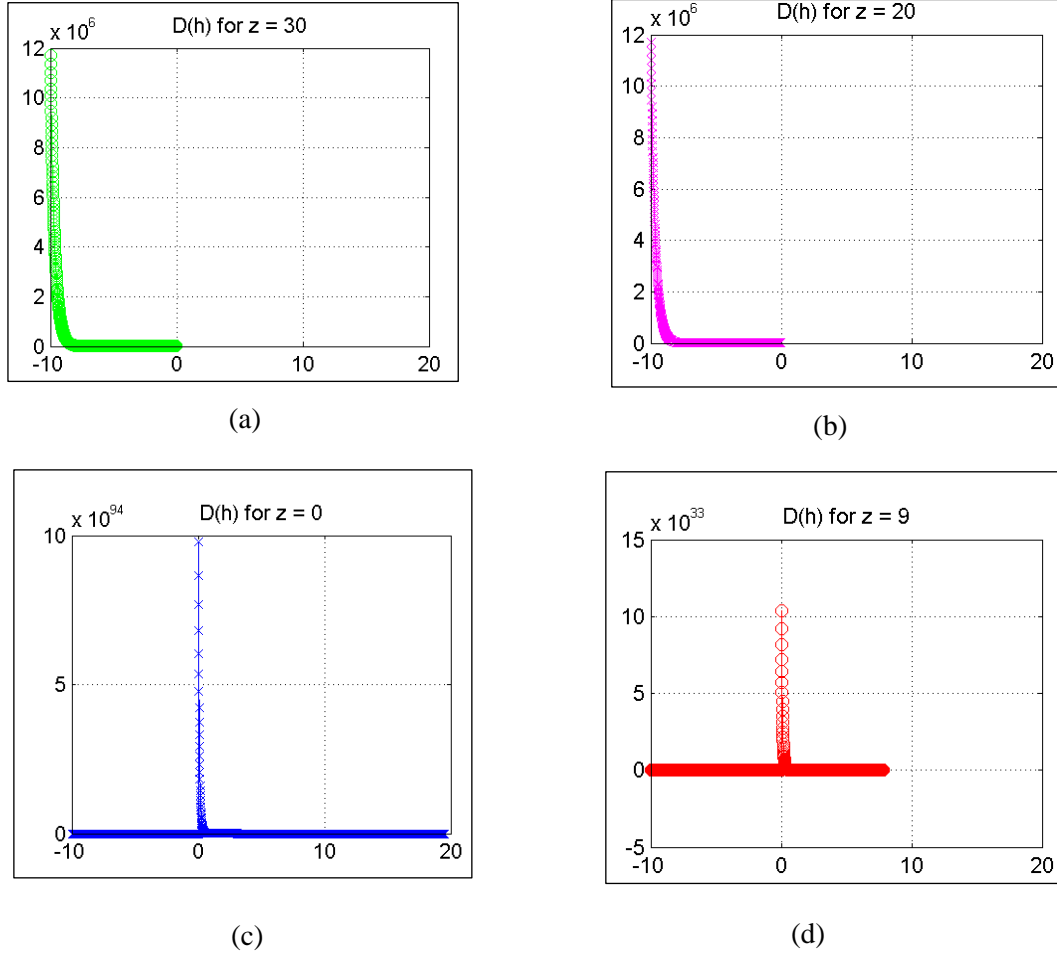 x 10^6
D(h) for z = 30
12
10
8
6
4
2
0
-10 0 10 20
(a)
x 10^6
D(h) for z = 20
12
10
8
6
4
2
0
-10 0 10 20
(b)
x 10^94
D(h) for z = 0
10
5
0
-10 0 10 20
(c)
x 10^33
D(h) for z = 9
15
10
5
0
-5
-10 0 10 20
(d)